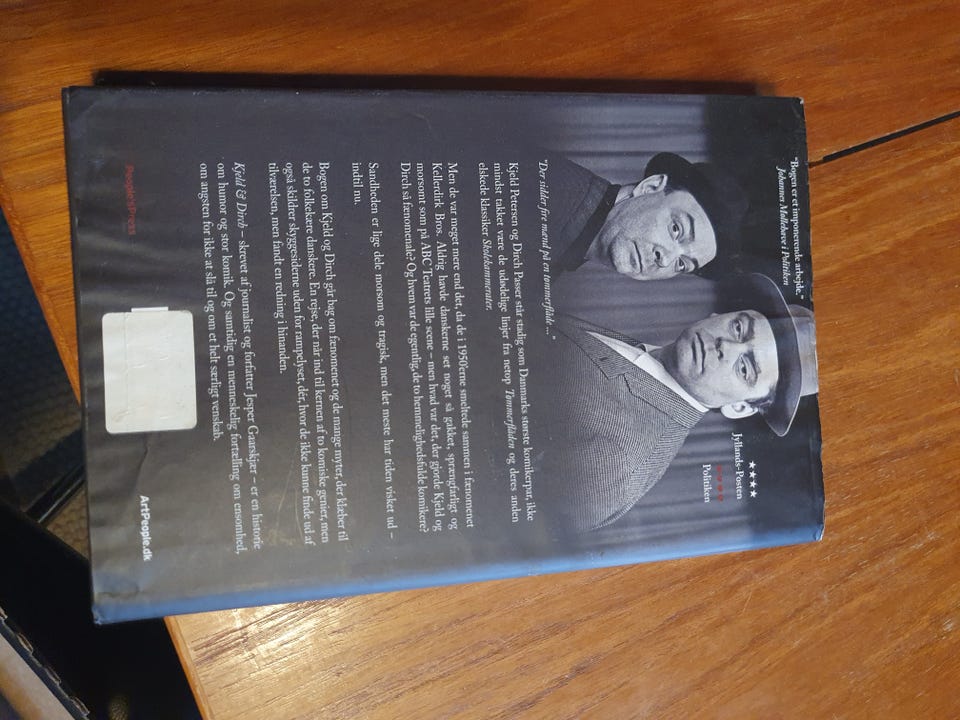 "Bogen er et imponerende arbejde."
Johannes Møllehave i Politiken
★★★★
Jyllands-Posten
★★★★
Politiken
"Der sidder fire mænd på en tømmerflåde ..."
Kjeld Petersen og Dirch Passer står stadig som Danmarks største komikerpar, ikke
mindst takket være de udødelige linjer fra netop Tømmerflåden og deres anden
elskede klassiker Skolekammerater.
Men de var meget mere end det, da de i 1950'erne smeltede sammen i fænomenet
Kellerdirk Bros. Aldrig havde danskerne set noget så gakket, sprængfarligt og
morsomt som på ABC Teatrets lille scene – men hvad var det, der gjorde Kjeld og
Dirch så fænomenale? Og hvem var de egentlig, de to hemmelighedsfulde komikere?
Sandheden er lige dele morsom og tragisk, men det meste har tiden visket ud –
indtil nu.
Bogen om Kjeld og Dirch går bag om fænomenet og de mange myter, der klæber til
de to folkekære danskere. En rejse, der når ind til kernen af to komiske genier, men
også skildrer skyggesiderne uden for rampelyset, dér, hvor de ikke kunne finde ud af
tilværelsen, men fandt en redning i hinanden.
Kjeld & Dirch – skrevet af journalist og forfatter Jesper Gaarskjær – er en historie
om humor og stor komik. Og samtidig en menneskelig fortælling om ensomhed,
om angsten for ikke at slå til og om et helt særligt venskab.
People'sPress
ArtPeople.dk